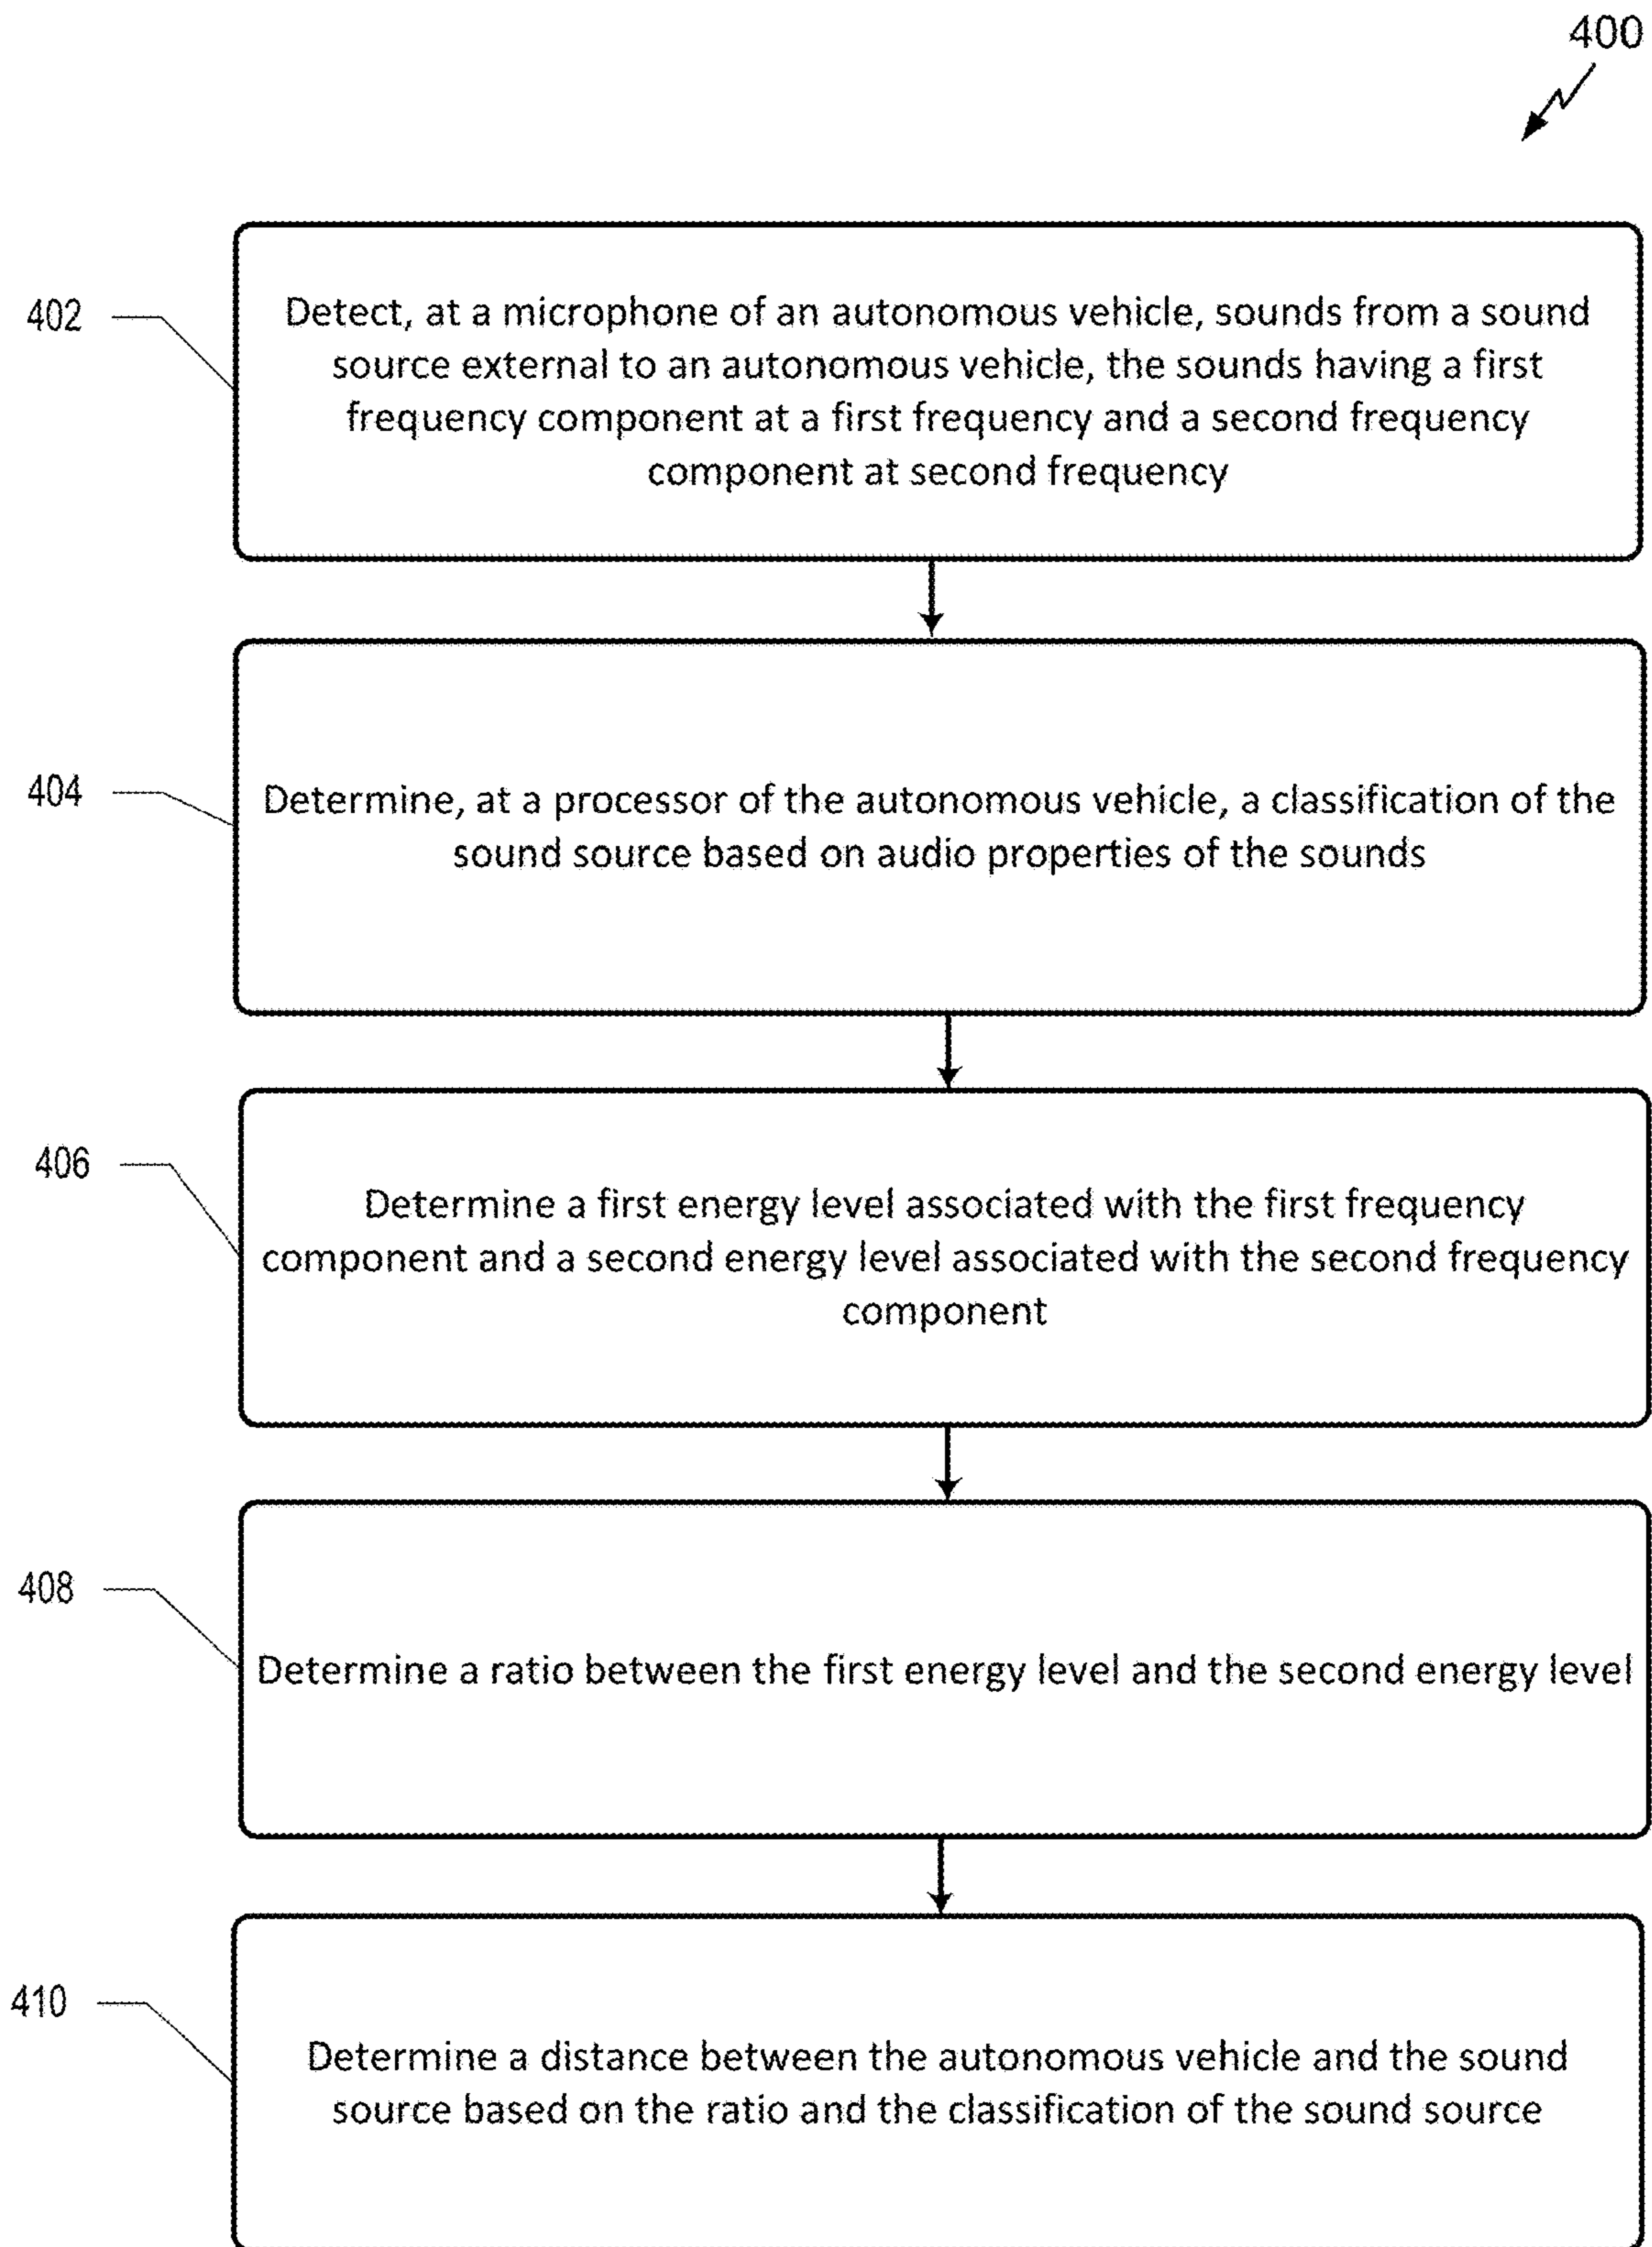 400
402
Detect, at a microphone of an autonomous vehicle, sounds from a sound
source external to an autonomous vehicle, the sounds having a first
frequency component at a first frequency and a second frequency
component at second frequency
404
Determine, at a processor of the autonomous vehicle, a classification of the
sound source based on audio properties of the sounds
406
Determine a first energy level associated with the first frequency
component and a second energy level associated with the second frequency
component
408
Determine a ratio between the first energy level and the second energy level
410
Determine a distance between the autonomous vehicle and the sound
source based on the ratio and the classification of the sound source